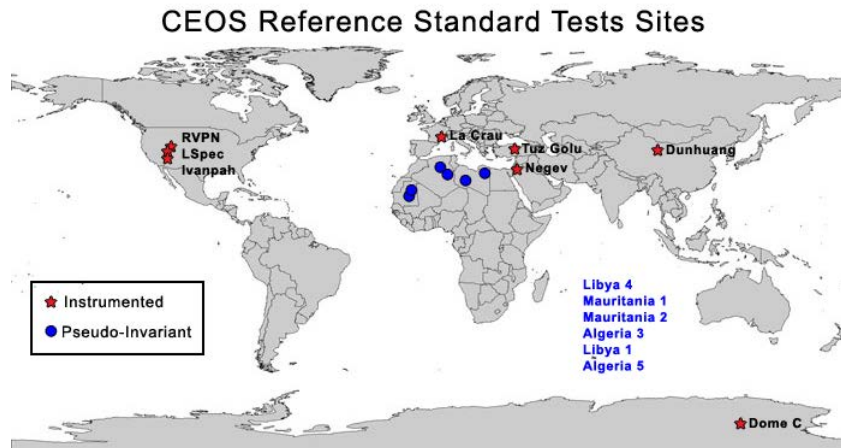 CEOS Reference Standard Tests Sites
RVPN
LSpec
Ivanpah
La Crau
Tuz Golu
Negev
Dunhuang
Instrumented
Pseudo-Invariant
Libya 4
Mauritania 1
Mauritania 2
Algeria 3
Libya 1
Algeria 5
Dome C